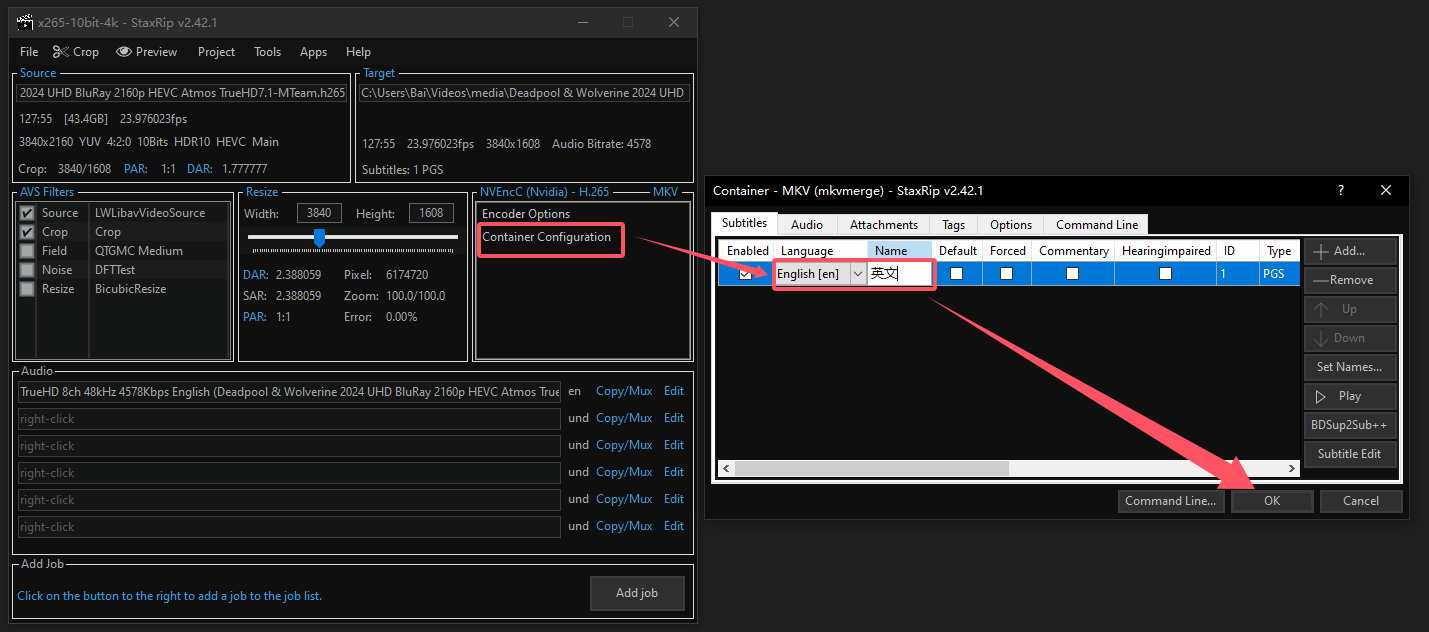 x265-10bit-4k - StaxRip v2.42.1
File Crop Preview Project Tools Apps Help
Source
2024 UHD BluRay 2160p HEVC Atmos TrueHD7.1-MTeam.h265
127:55 [43.4GB] 23.976023fps
3840x2160 YUV 4:2:0 10Bits HDR10 HEVC Main
Crop: 3840/1608 PAR: 1:1 DAR: 1.777777
Target
C:\Users\Bai\Videos\media\Deadpool & Wolverine 2024 UHD
127:55 23.976023fps 3840x1608 Audio Bitrate: 4578
Subtitles: 1 PGS
AVS Filters
Source LWLibavVideoSource
Crop Crop
Field QTGMC Medium
Noise DFTTest
Resize BicubicResize
Resize
Width: 3840 Height: 1608
DAR: 2.388059 Pixel: 6174720
SAR: 2.388059 Zoom: 100.0/100.0
PAR: 1:1 Error: 0.00%
NVEncC (Nvidia) - H.265 MKV
Encoder Options
Container Configuration
Audio
TrueHD 8ch 48kHz 4578Kbps English (Deadpool & Wolverine 2024 UHD BluRay 2160p HEVC Atmos True en Copy/Mux Edit
right-click und Copy/Mux Edit
right-click und Copy/Mux Edit
right-click und Copy/Mux Edit
right-click und Copy/Mux Edit
right-click und Copy/Mux Edit
Add Job
Click on the button to the right to add a job to the job list.
Add job
Container - MKV (mkvmerge) - StaxRip v2.42.1
? 
Subtitles Audio Attachments Tags Options Command Line
Enabled Language Name Default Forced Commentary Hearingimpaired ID Type
English [en] 英文 1 PGS
Add...
Remove
Up
Down
Set Names...
Play
BDSup2Sub++
Subtitle Edit
Command Line... OK Cancel